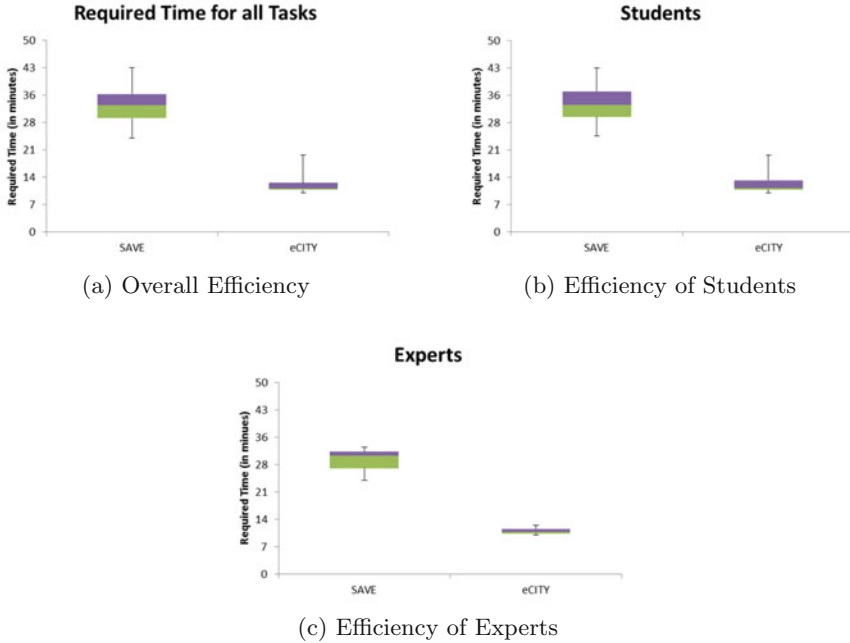 Required Time for all Tasks
Required Time (in minutes)
50
43
36
28
21
14
7
0
SAVE
eCITY
(a) Overall Efficiency
Students
Required Time (in minutes)
50
43
36
28
21
14
7
0
SAVE
eCITY
(b) Efficiency of Students
Experts
Required Time (in minues)
50
43
36
28
21
14
7
0
SAVE
eCITY
(c) Efficiency of Experts